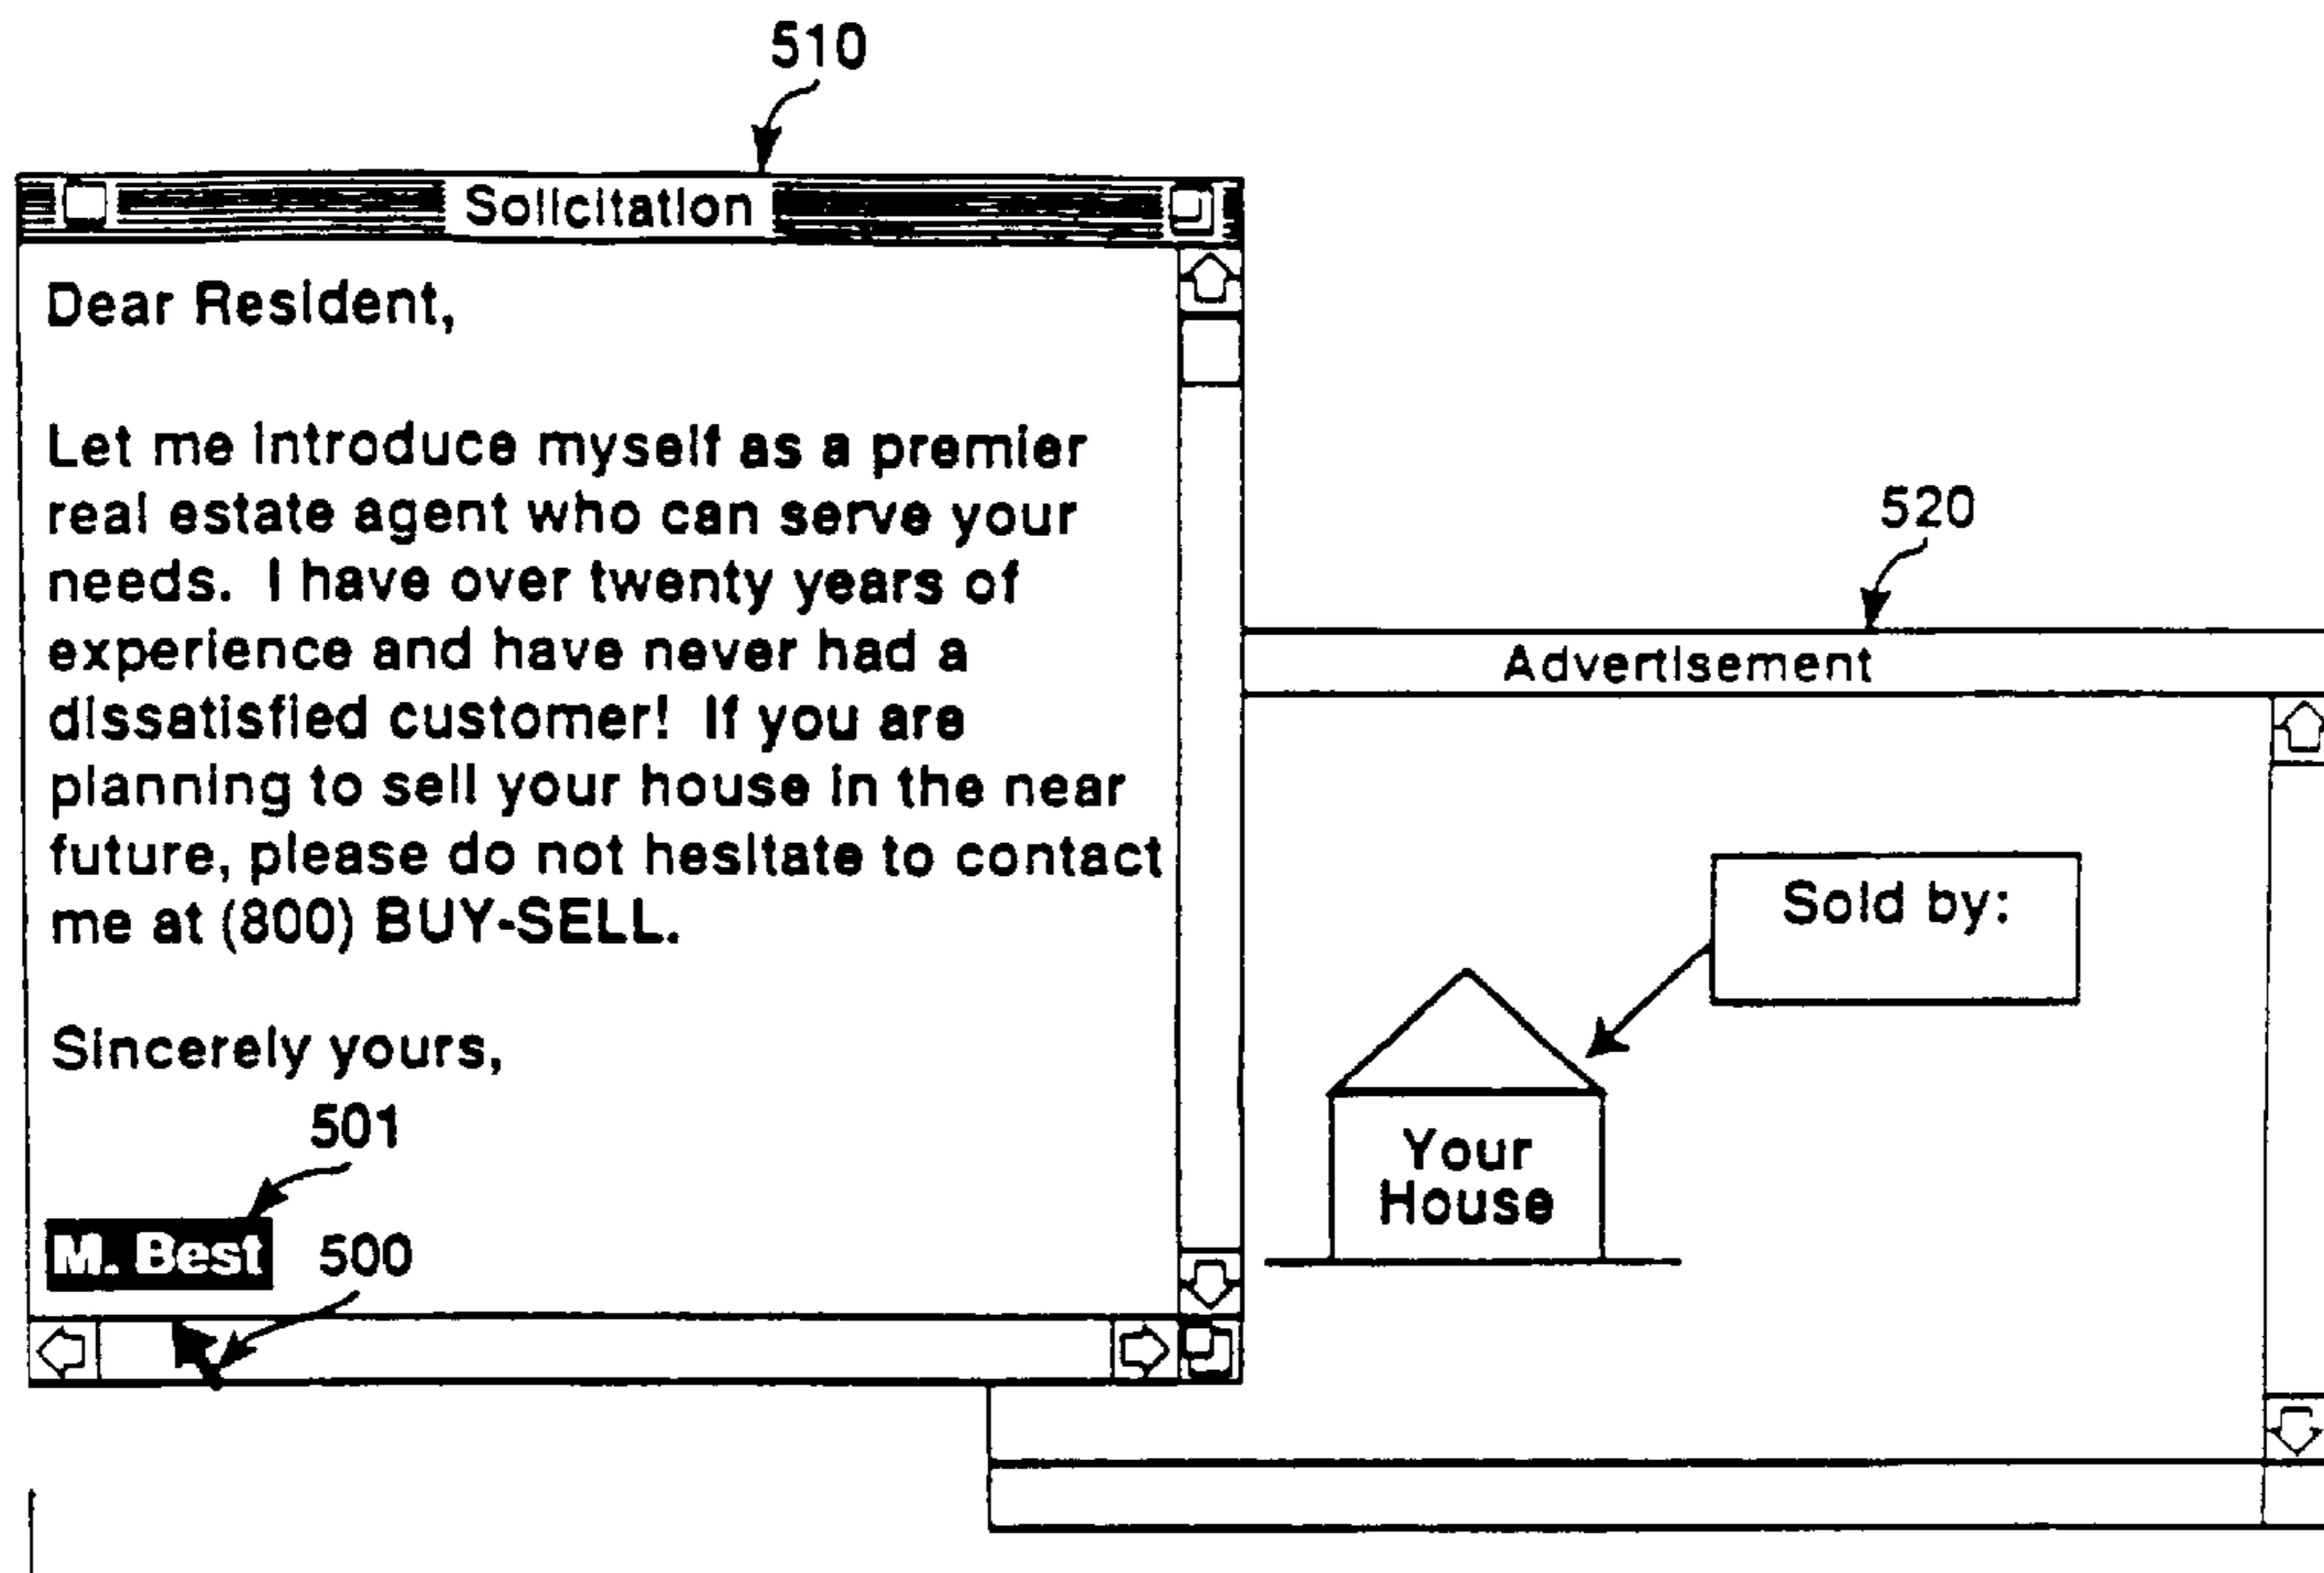 510
Solicitation
Dear Resident,
Let me introduce myself as a premier
real estate agent who can serve your
needs.  I have over twenty years of
experience and have never had a
dissatisfied customer!  If you are
planning to sell your house in the near
future, please do not hesitate to contact
me at (800) BUY-SELL.
Sincerely yours,
501
M. Best
500
520
Advertisement
Sold by:
Your
House